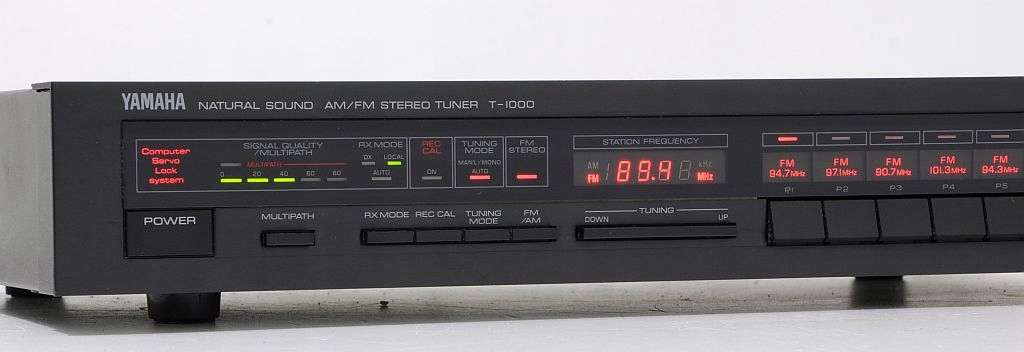 YAMAHA NATURAL SOUND AM/FM STEREO TUNER T-1000
Computer
Servo
Lock
system
SIGNAL QUALITY
/MULTIPATH
MULTIPATH
0 20 40 60 80
RX MODE
DX LOCAL
AUTO
REC
CAL
ON
TUNING
MODE
MAN'L/MONO
AUTO
FM
STEREO
STATION FREQUENCY
AM kHz
FM 89.4 MHz
FM
94.7MHz
P1
FM
97.1MHz
P2
FM
90.7MHz
P3
FM
101.3MHz
P4
FM
94.3MHz
P5
POWER
MULTIPATH
RX MODE
REC CAL
TUNING
MODE
FM
/AM
TUNING
DOWN UP